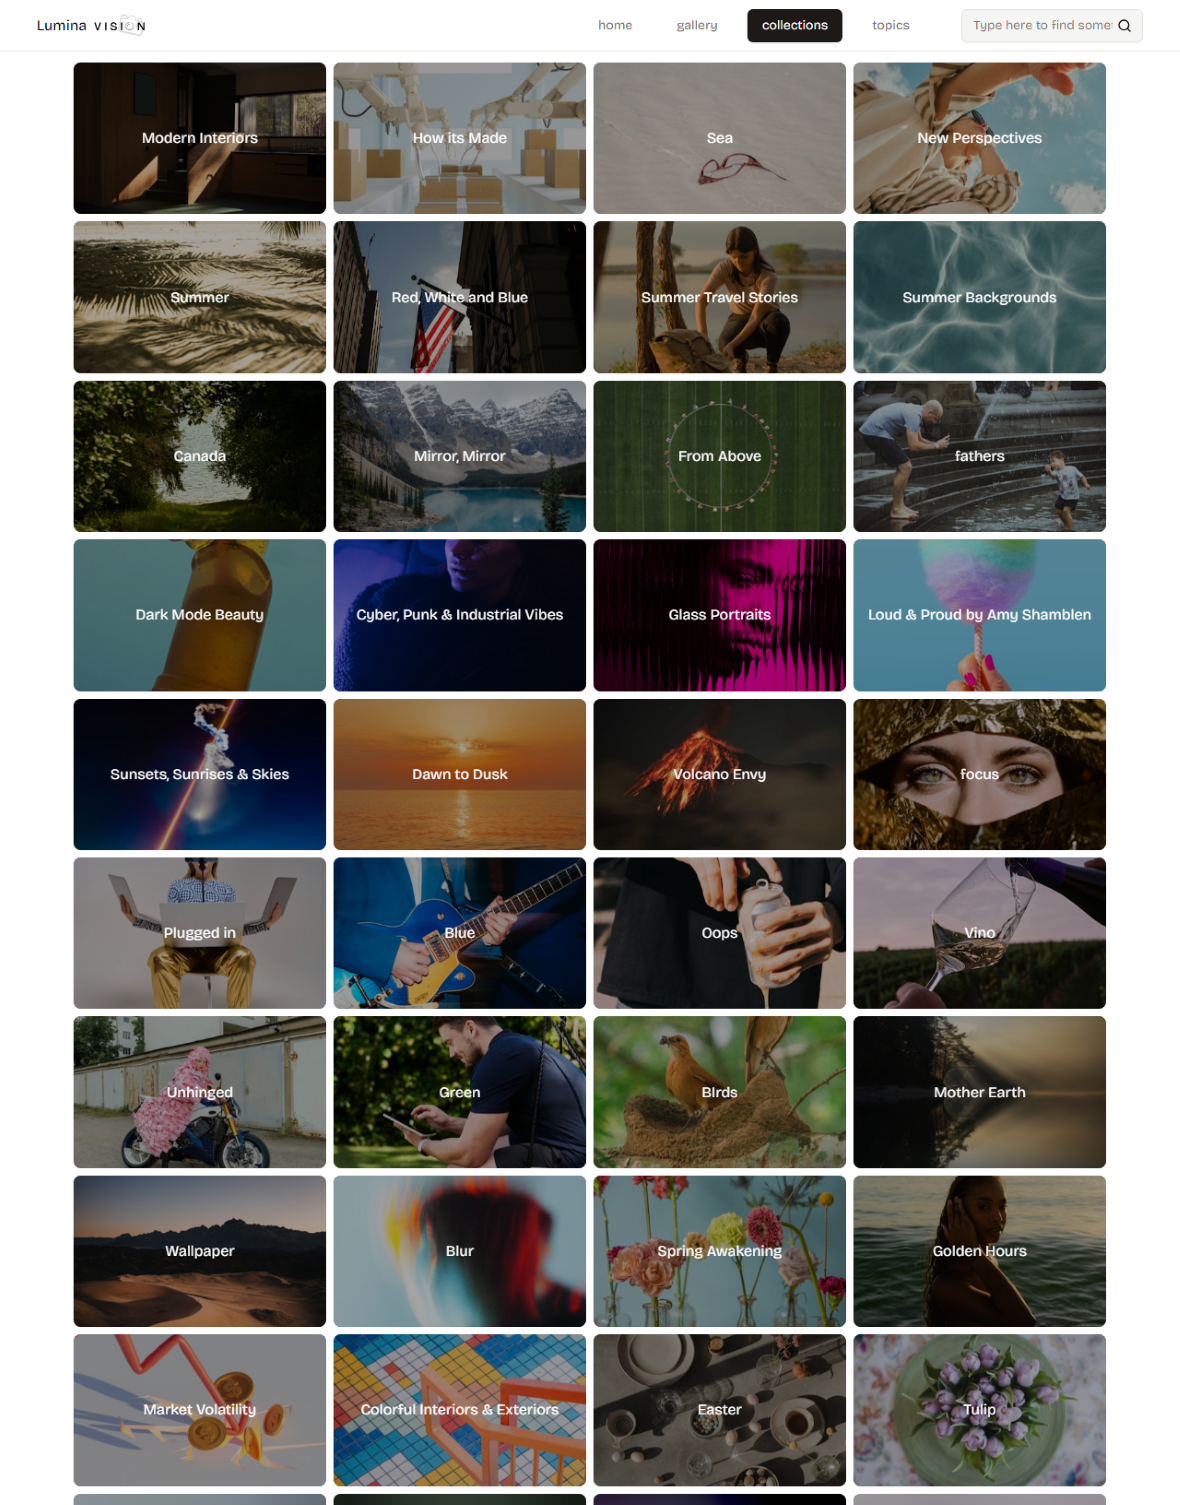 Lumina VISION
home
gallery
collections
topics
Type here to find somet
Modern Interiors
How its Made
Sea
New Perspectives
Summer
Red, White and Blue
Summer Travel Stories
Summer Backgrounds
Canada
Mirror, Mirror
From Above
fathers
Dark Mode Beauty
Cyber, Punk & Industrial Vibes
Glass Portraits
Loud & Proud by Amy Shamblen
Sunsets, Sunrises & Skies
Dawn to Dusk
Volcano Envy
focus
Plugged in
Blue
Oops
Vino
Unhinged
Green
BIrds
Mother Earth
Wallpaper
Blur
Spring Awakening
Golden Hours
Market Volatility
Colorful Interiors & Exteriors
Easter
Tulip